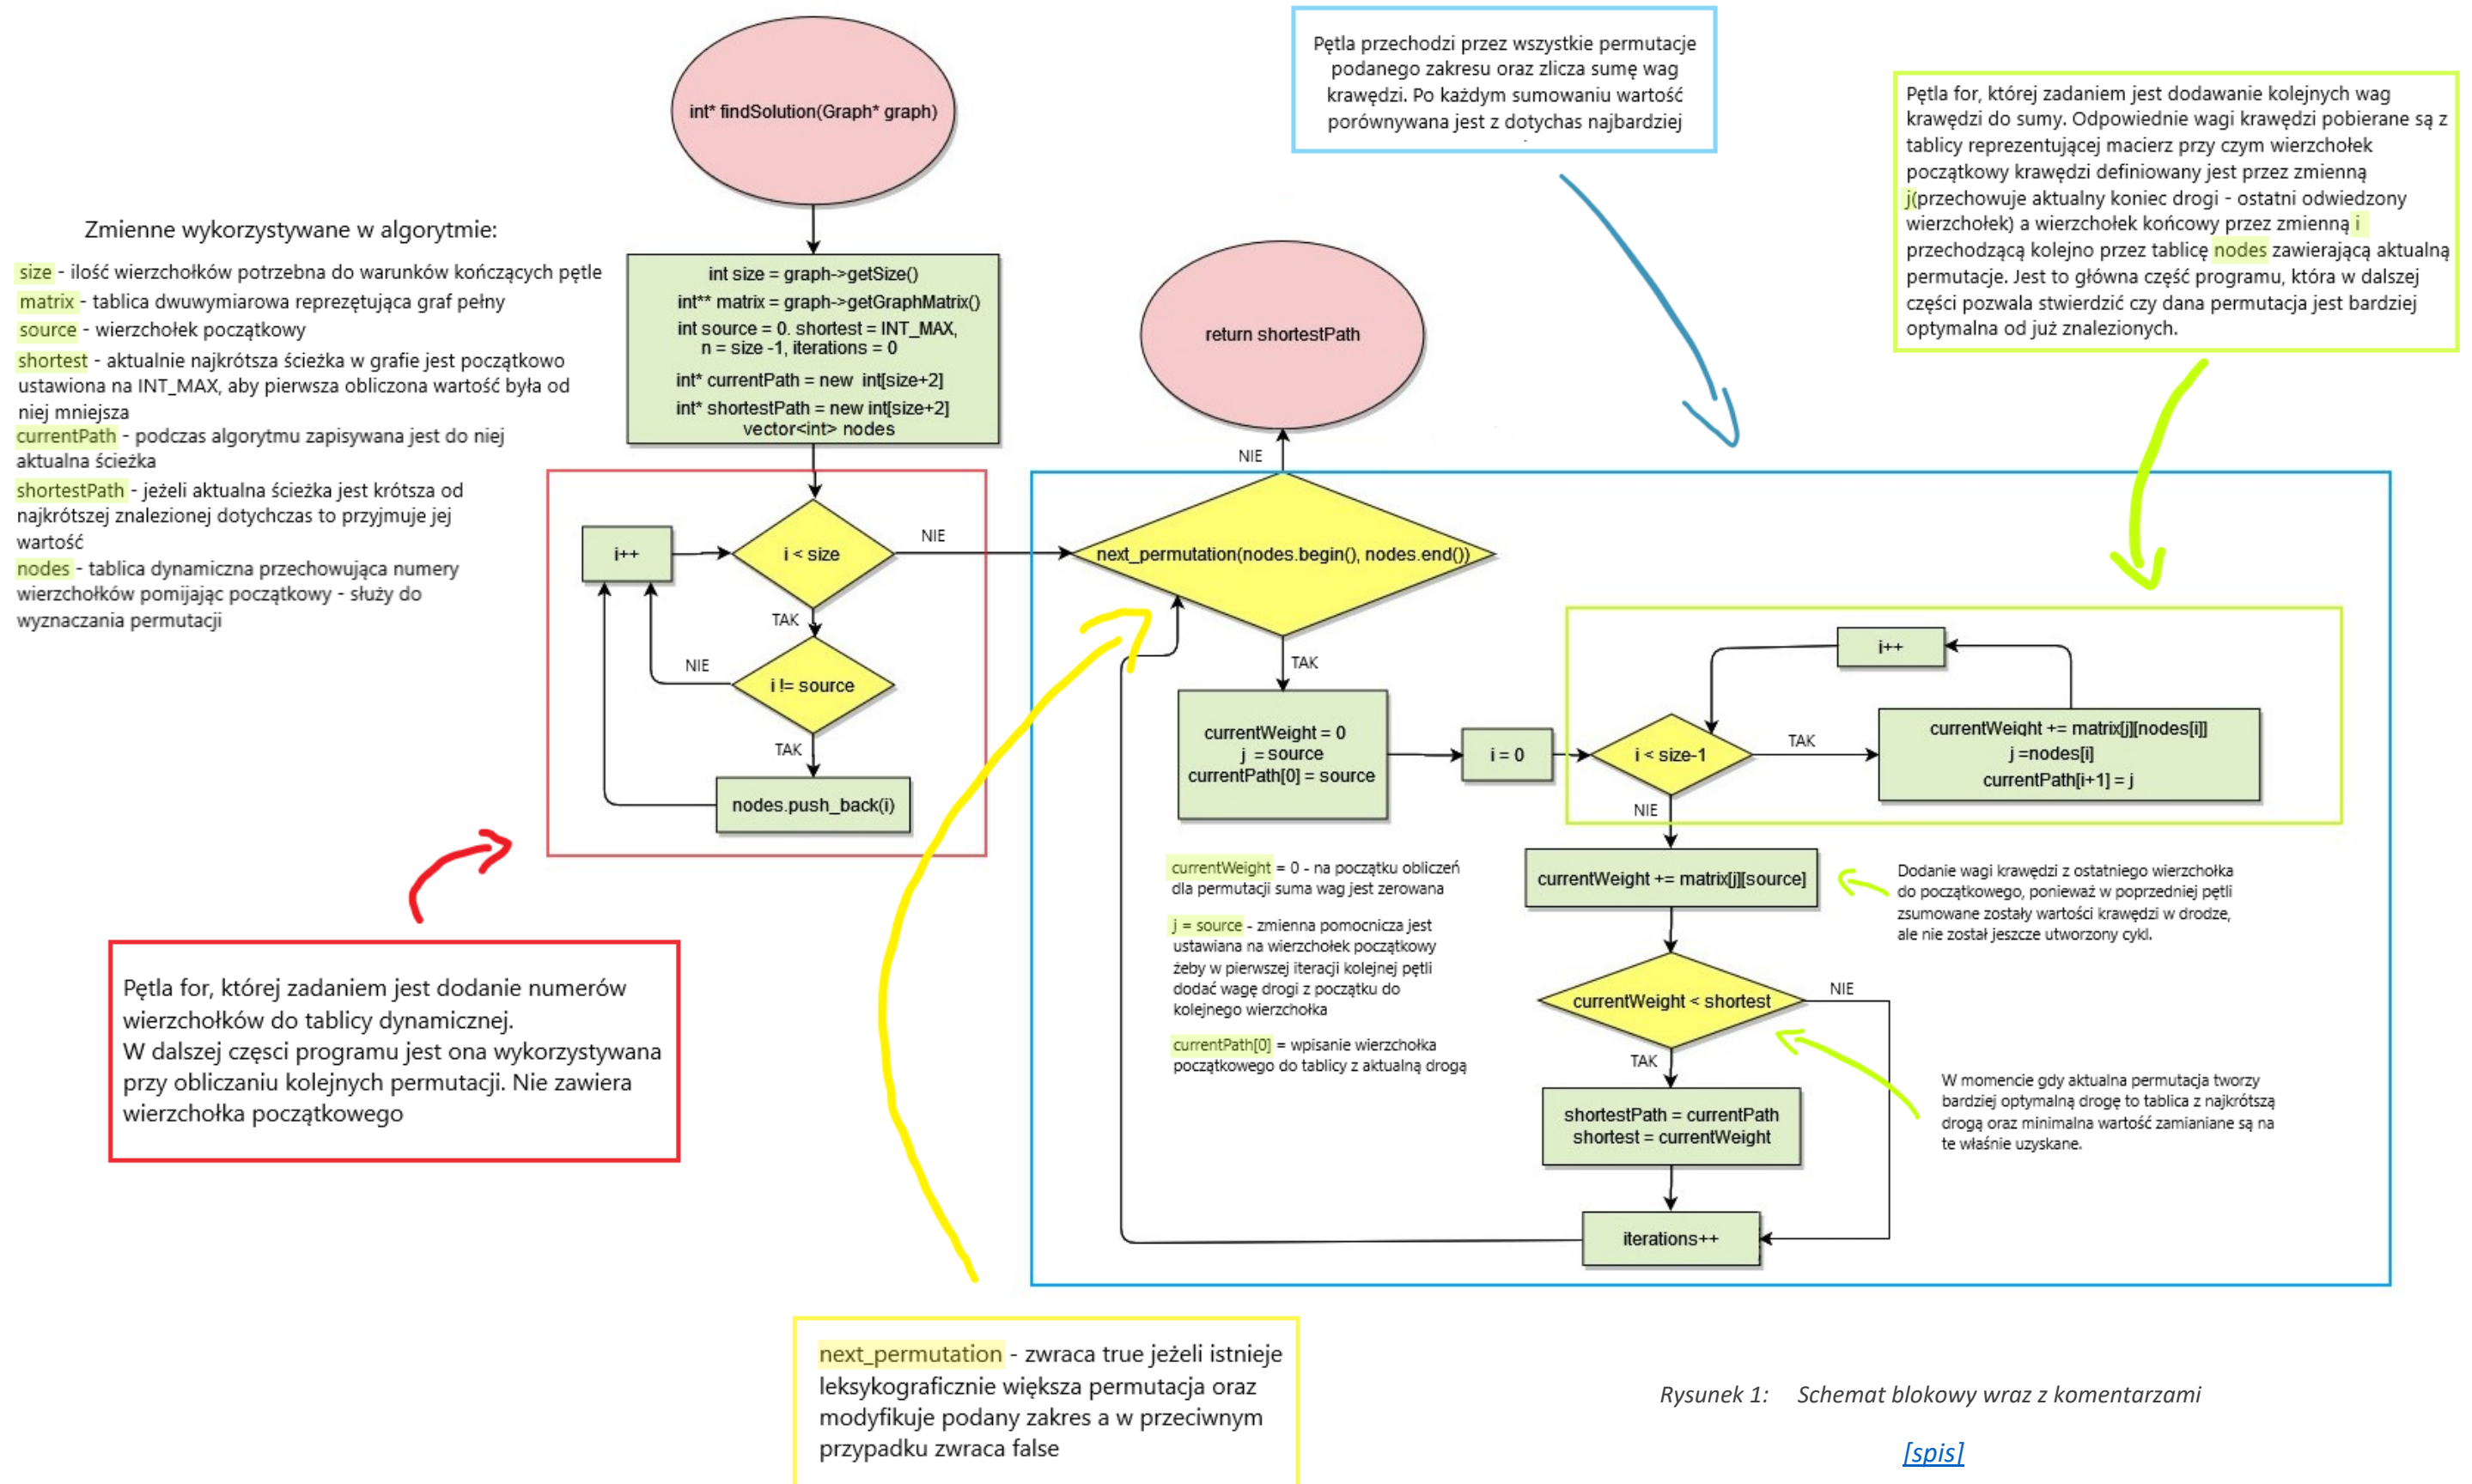 int* findSolution(Graph* graph)
Pętla przechodzi przez wszystkie permutacje
podanego zakresu oraz zlicza sumę wag
krawędzi. Po każdym sumowaniu wartość
porównywana jest z dotychas najbardziej
Pętla for, której zadaniem jest dodawanie kolejnych wag
krawędzi do sumy. Odpowiednie wagi krawędzi pobierane są z
tablicy reprezentującej macierz przy czym wierzchołek
początkowy krawędzi definiowany jest przez zmienną
j(przechowuje aktualny koniec drogi - ostatni odwiedzony
wierzchołek) a wierzchołek końcowy przez zmienną i
przechodzącą kolejno przez tablicę nodes zawierającą aktualną
permutacje. Jest to główna część programu, która w dalszej
części pozwala stwierdzić czy dana permutacja jest bardziej
optymalna od już znalezionych.
Zmienne wykorzystywane w algorytmie:
size - ilość wierzchołków potrzebna do warunków kończących pętle
matrix - tablica dwuwymiarowa reprezętująca graf pełny
source - wierzchołek początkowy
shortest - aktualnie najkrótsza ścieżka w grafie jest początkowo
ustawiona na INT_MAX, aby pierwsza obliczona wartość była od
niej mniejsza
currentPath - podczas algorytmu zapisywana jest do niej
aktualna ścieżka
shortestPath - jeżeli aktualna ścieżka jest krótsza od
najkrótszej znalezionej dotychczas to przyjmuje jej
wartość
nodes - tablica dynamiczna przechowująca numery
wierzchołków pomijając początkowy - służy do
wyznaczania permutacji
int size = graph->getSize()
int** matrix = graph->getGraphMatrix()
int source = 0. shortest = INT_MAX,
n = size -1, iterations = 0
int* currentPath = new int[size+2]
int* shortestPath = new int[size+2]
vector<int> nodes
return shortestPath
NIE
i++
i < size
NIE
TAK
NIE
i != source
TAK
nodes.push_back(i)
next_permutation(nodes.begin(), nodes.end())
TAK
currentWeight = 0
j = source
currentPath[0] = source
i = 0
i < size-1
TAK
i++
currentWeight += matrix[j][nodes[i]]
j =nodes[i]
currentPath[i+1] = j
NIE
currentWeight += matrix[j][source]
Dodanie wagi krawędzi z ostatniego wierzchołka
do początkowego, ponieważ w poprzedniej pętli
zsumowane zostały wartości krawędzi w drodze,
ale nie został jeszcze utworzony cykl.
currentWeight = 0 - na początku obliczeń
dla permutacji suma wag jest zerowana
j = source - zmienna pomocnicza jest
ustawiana na wierzchołek początkowy
żeby w pierwszej iteracji kolejnej pętli
dodać wagę drogi z początku do
kolejnego wierzchołka
currentPath[0] = wpisanie wierzchołka
początkowego do tablicy z aktualną drogą
currentWeight < shortest
NIE
TAK
W momencie gdy aktualna permutacja tworzy
bardziej optymalną drogę to tablica z najkrótszą
drogą oraz minimalna wartość zamianiane są na
te właśnie uzyskane.
shortestPath = currentPath
shortest = currentWeight
iterations++
Pętla for, której zadaniem jest dodanie numerów
wierzchołków do tablicy dynamicznej.
W dalszej częsci programu jest ona wykorzystywana
przy obliczaniu kolejnych permutacji. Nie zawiera
wierzchołka początkowego
next_permutation - zwraca true jeżeli istnieje
leksykograficznie większa permutacja oraz
modyfikuje podany zakres a w przeciwnym
przypadku zwraca false
Rysunek 1: Schemat blokowy wraz z komentarzami
[spis]